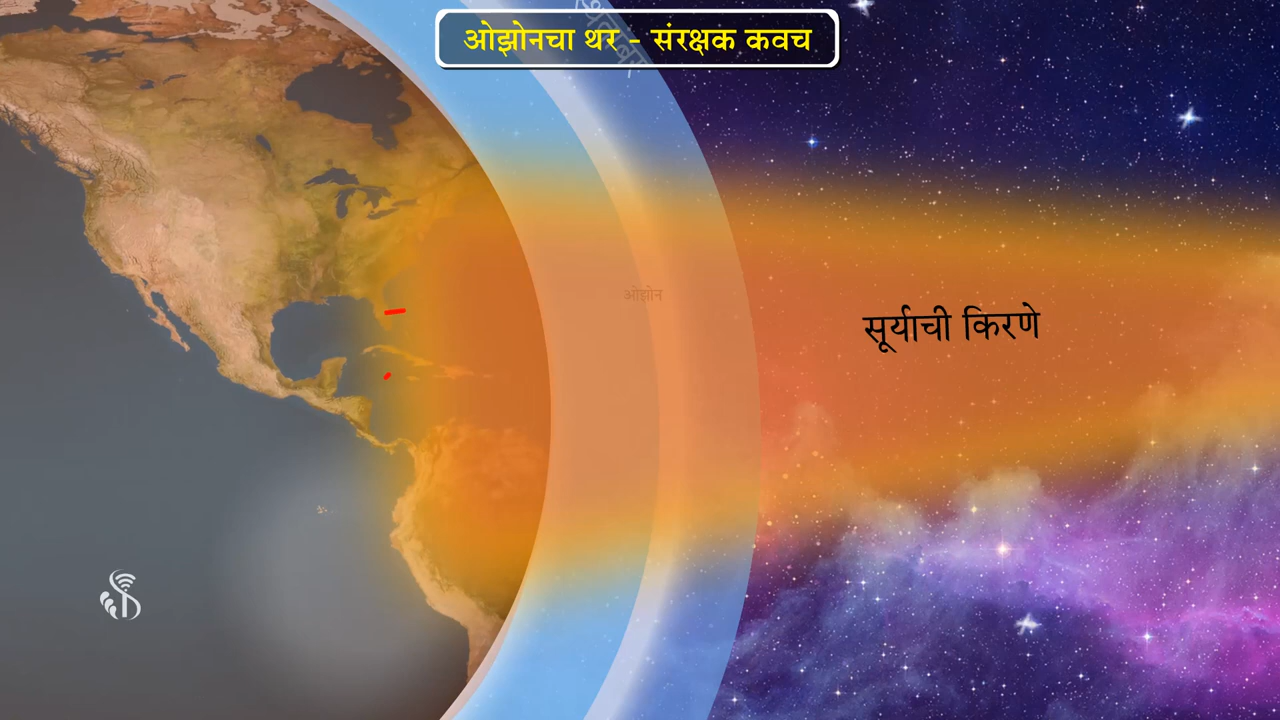 ओझोनचा थर - संरक्षक कवच
ओझोन
सूर्याची किरणे